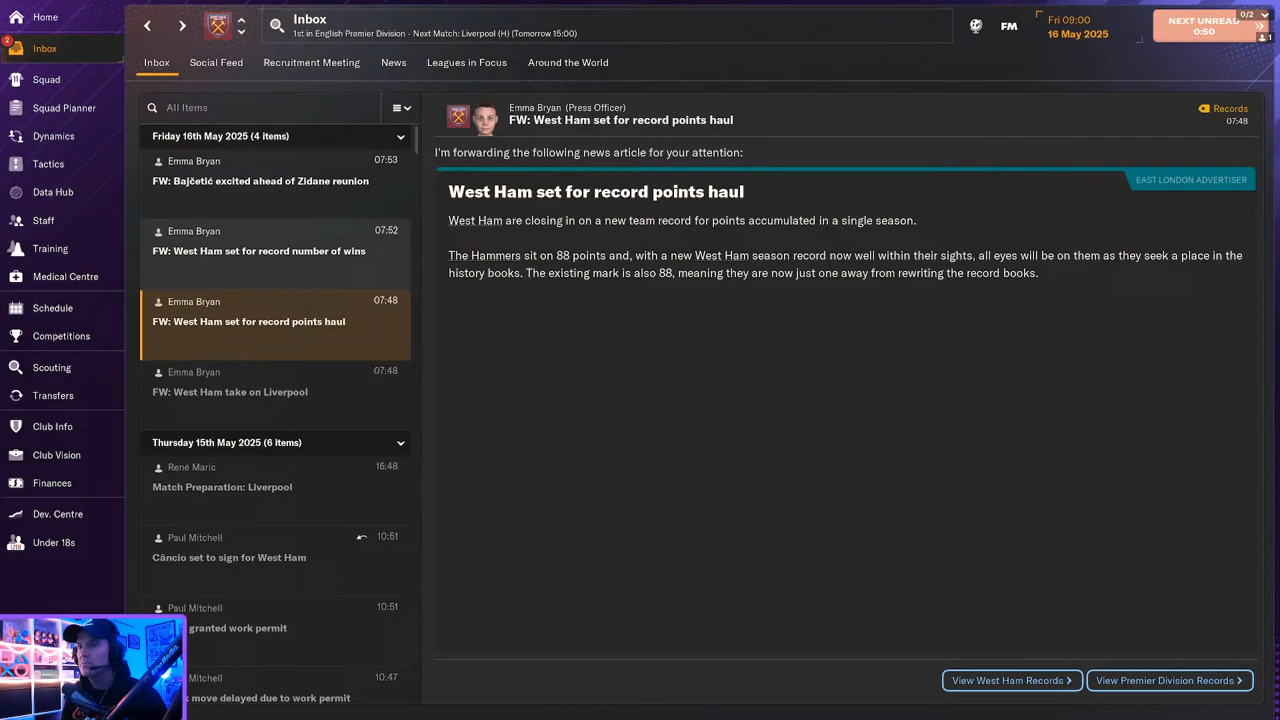 Home
2
Inbox
Squad
Squad Planner
Dynamics
Tactics
Data Hub
Staff
Training
Medical Centre
Schedule
Competitions
Scouting
Transfers
Club Info
Club Vision
Finances
Dev. Centre
U18
Under 18s
Inbox
1st in English Premier Division - Next Match: Liverpool (H) (Tomorrow 15:00)
FM
Fri 09:00
16 May 2025
NEXT UNREAD
0:50
0/2
1
Inbox
Social Feed
Recruitment Meeting
News
Leagues in Focus
Around the World
All Items
Friday 16th May 2025 (4 items)
Emma Bryan 07:53
FW: Bajčetić excited ahead of Zidane reunion
Emma Bryan 07:52
FW: West Ham set for record number of wins
Emma Bryan 07:48
FW: West Ham set for record points haul
Emma Bryan 07:48
FW: West Ham take on Liverpool
Thursday 15th May 2025 (6 items)
René Maric 16:48
Match Preparation: Liverpool
Paul Mitchell 10:51
Câncio set to sign for West Ham
Paul Mitchell 10:51
granted work permit
Mitchell 10:47
move delayed due to work permit
Emma Bryan (Press Officer)
FW: West Ham set for record points haul
Records
07:48
I'm forwarding the following news article for your attention:
EAST LONDON ADVERTISER
West Ham set for record points haul
West Ham are closing in on a new team record for points accumulated in a single season.
The Hammers sit on 88 points and, with a new West Ham season record now well within their sights, all eyes will be on them as they seek a place in the
history books. The existing mark is also 88, meaning they are now just one away from rewriting the record books.
View West Ham Records
View Premier Division Records